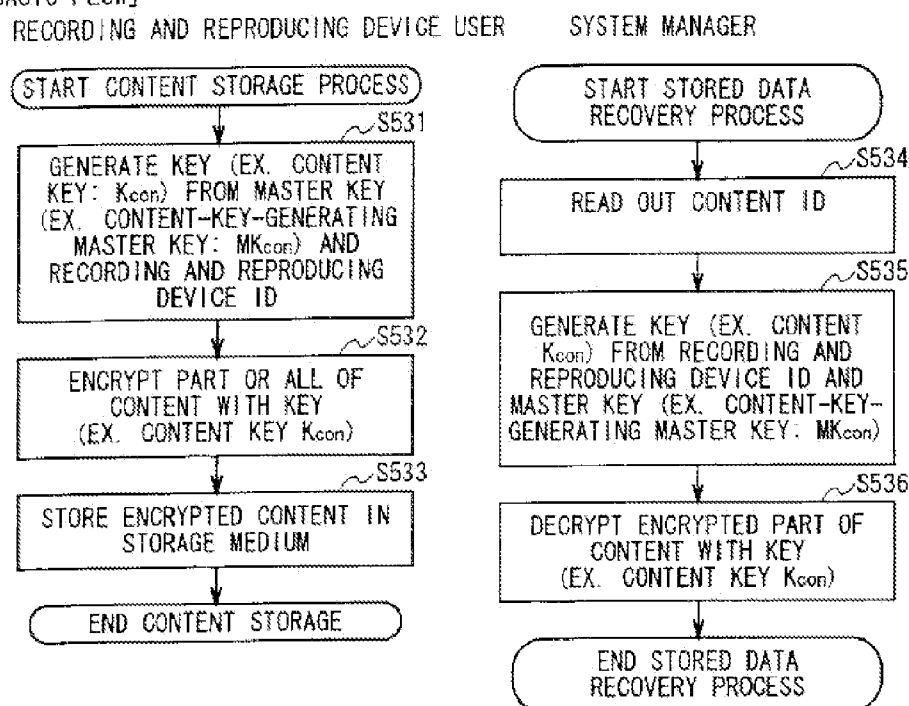 RECORDING AND REPRODUCING DEVICE USER
START CONTENT STORAGE PROCESS
S531
GENERATE KEY (EX. CONTENT
KEY: Kcon) FROM MASTER KEY
(EX. CONTENT-KEY-GENERATING
MASTER KEY: MKcon) AND
RECORDING AND REPRODUCING
DEVICE ID
S532
ENCRYPT PART OR ALL OF
CONTENT WITH KEY
(EX. CONTENT KEY Kcon)
S533
STORE ENCRYPTED CONTENT IN
STORAGE MEDIUM
END CONTENT STORAGE
SYSTEM MANAGER
START STORED DATA
RECOVERY PROCESS
S534
READ OUT CONTENT ID
S535
GENERATE KEY (EX. CONTENT
Kcon) FROM RECORDING AND
REPRODUCING DEVICE ID AND
MASTER KEY (EX. CONTENT-KEY-
GENERATING MASTER KEY: MKcon)
S536
DECRYPT ENCRYPTED PART OF
CONTENT WITH KEY
(EX. CONTENT KEY Kcon)
END STORED DATA
RECOVERY PROCESS